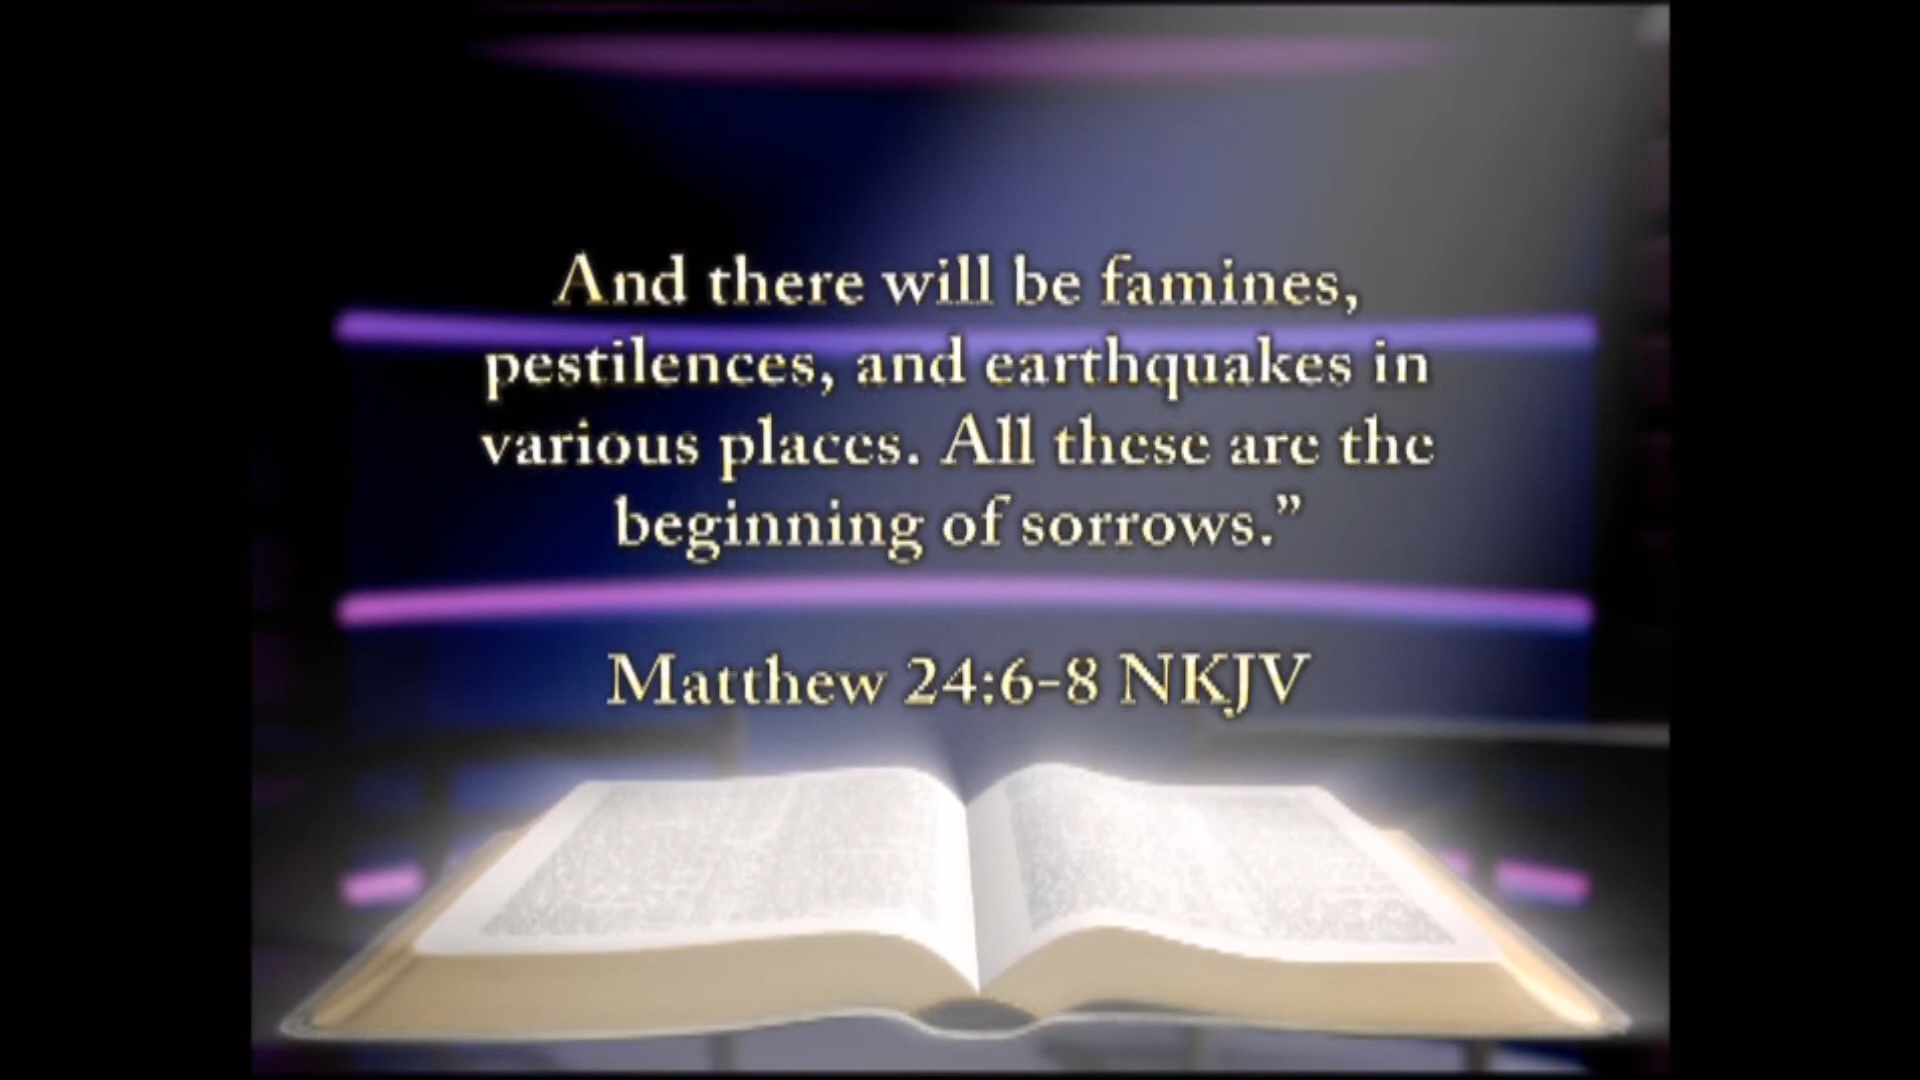 And there will be famines,
pestilences, and earthquakes in
various places. All these are the
beginning of sorrows.”
Matthew 24:6-8 NKJV